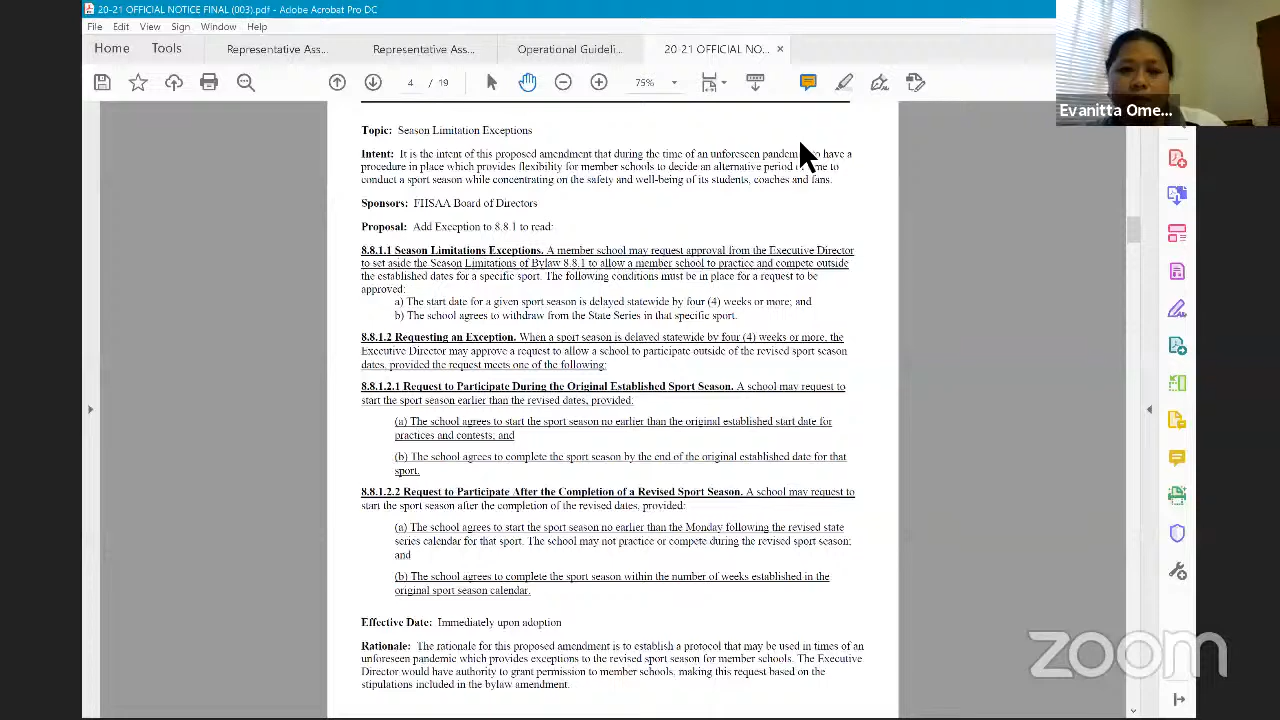 20-21 OFFICIAL NOTICE FINAL (003).pdf - Adobe Acrobat Pro DC
File Edit View Sign Window Help
Home Tools Representative Ass... Representative Ass... Operational Guideli... 20-21 OFFICIAL NO... ×
4 / 19 75%
Evanitta Ome...
Topic: Season Limitation Exceptions
Intent: It is the intent of this proposed amendment that during the time of an unforeseen pandemic to have a
procedure in place which provides flexibility for member schools to decide an alternative period of time to
conduct a sport season while concentrating on the safety and well-being of its students, coaches and fans.
Sponsors: FHSAA Board of Directors
Proposal: Add Exception to 8.8.1 to read:
8.8.1.1 Season Limitations Exceptions. A member school may request approval from the Executive Director
to set aside the Season Limitations of Bylaw 8.8.1 to allow a member school to practice and compete outside
the established dates for a specific sport. The following conditions must be in place for a request to be
approved:
a) The start date for a given sport season is delayed statewide by four (4) weeks or more; and
b) The school agrees to withdraw from the State Series in that specific sport.
8.8.1.2 Requesting an Exception. When a sport season is delayed statewide by four (4) weeks or more, the
Executive Director may approve a request to allow a school to participate outside of the revised sport season
dates, provided the request meets one of the following:
8.8.1.2.1 Request to Participate During the Original Established Sport Season. A school may request to
start the sport season earlier than the revised dates, provided:
(a) The school agrees to start the sport season no earlier than the original established start date for
practices and contests; and
(b) The school agrees to complete the sport season by the end of the original established date for that
sport.
8.8.1.2.2 Request to Participate After the Completion of a Revised Sport Season. A school may request to
start the sport season after the completion of the revised dates, provided:
(a) The school agrees to start the sport season no earlier than the Monday following the revised state
series calendar for that sport. The school may not practice or compete during the revised sport season;
and
(b) The school agrees to complete the sport season within the number of weeks established in the
original sport season calendar.
Effective Date: Immediately upon adoption
Rationale: The rationale for this proposed amendment is to establish a protocol that may be used in times of an
unforeseen pandemic which provides exceptions to the revised sport season for member schools. The Executive
Director would have authority to grant permission to member schools, making this request based on the
stipulations included in the bylaw amendment.
zoom